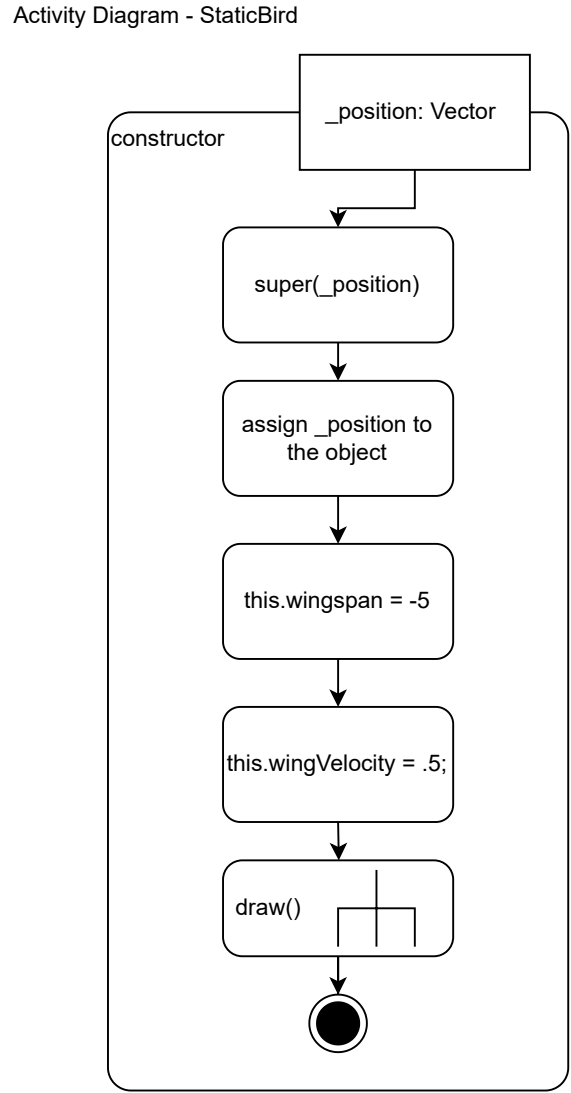 Activity Diagram - StaticBird
_position: Vector
constructor
super(_position)
assign _position to
the object
this.wingspan = -5
this.wingVelocity = .5;
draw()